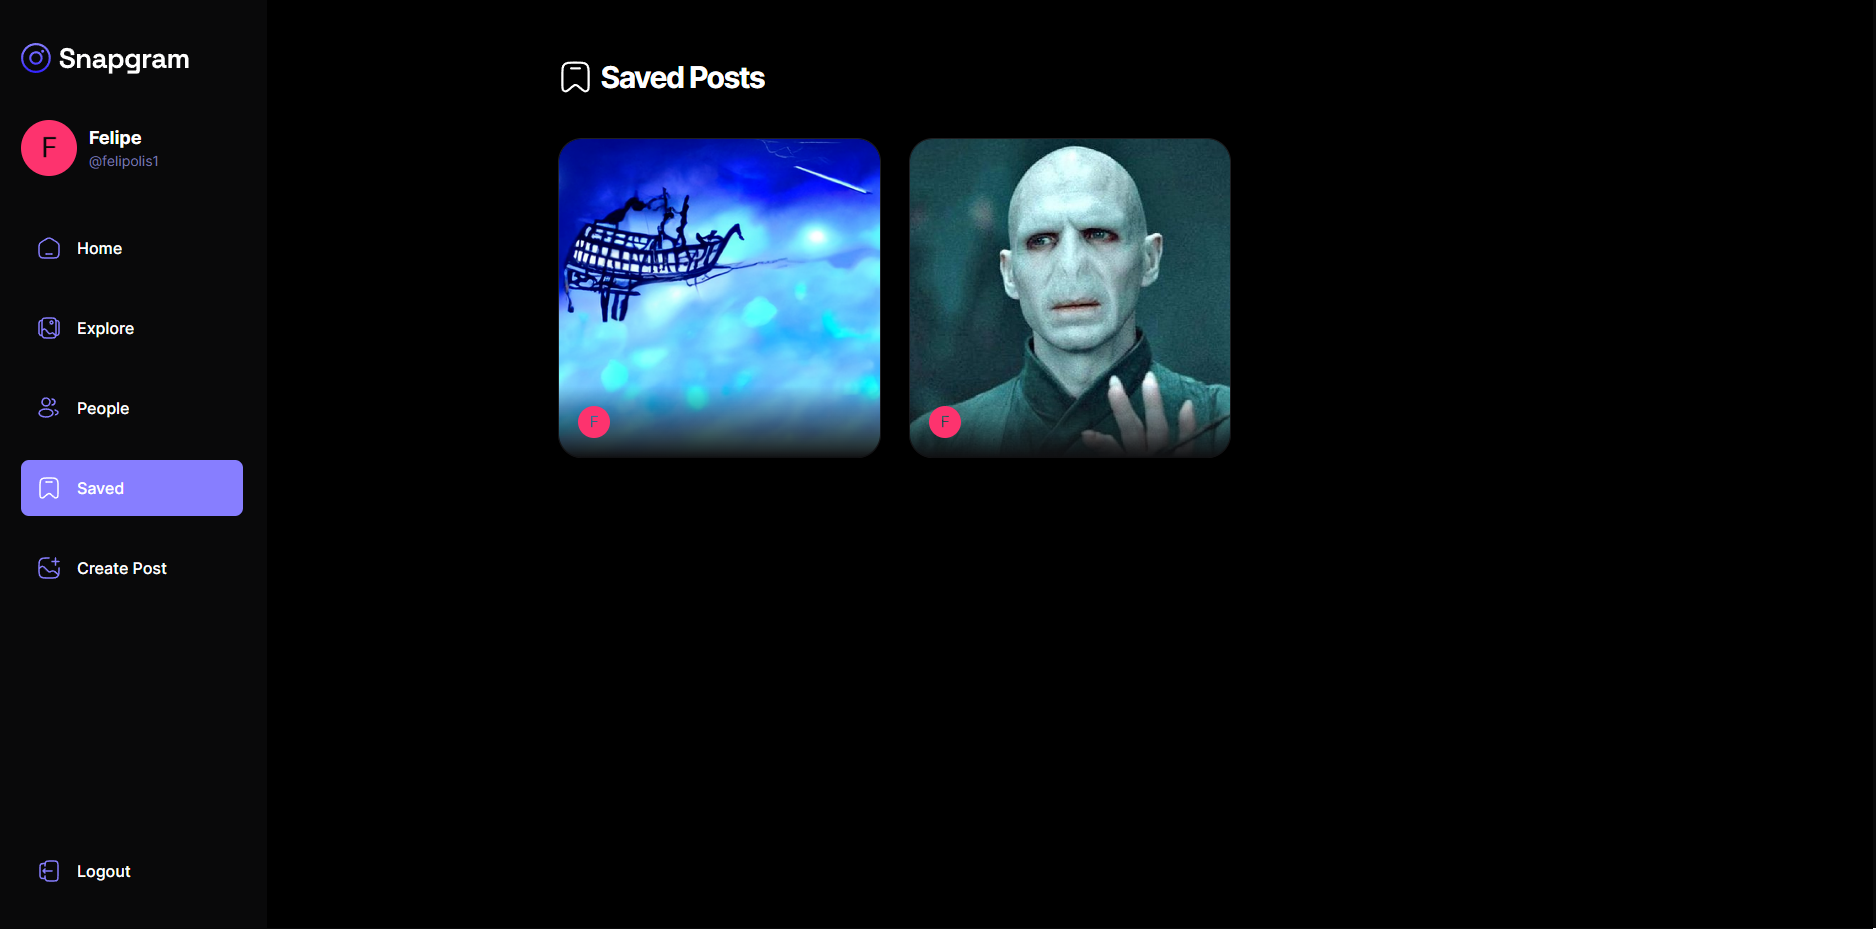 Snapgram
F
Felipe
@felipolis1
Home
Explore
People
Saved
Create Post
Logout
Saved Posts
F
F